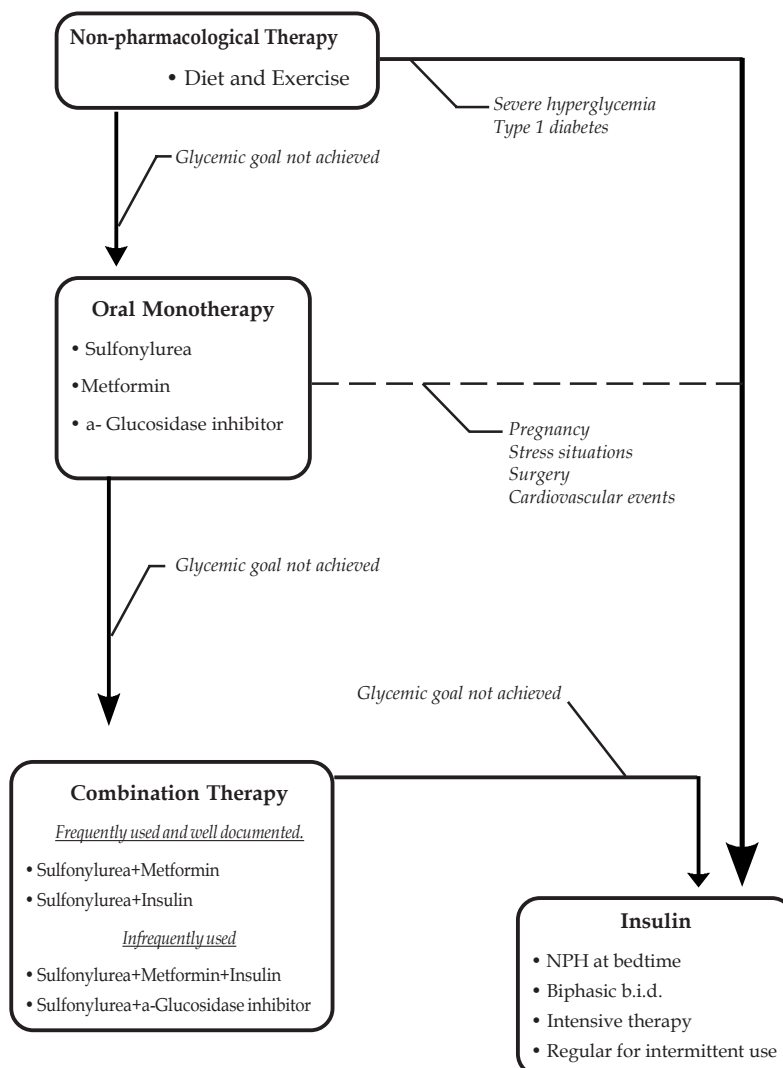 Non-pharmacological Therapy
• Diet and Exercise
Severe hyperglycemia
Type 1 diabetes
Glycemic goal not achieved
Oral Monotherapy
• Sulfonylurea
•Metformin
• a- Glucosidase inhibitor
Pregnancy
Stress situations
Surgery
Cardiovascular events
Glycemic goal not achieved
Glycemic goal not achieved
Combination Therapy
Frequently used and well documented.
• Sulfonylurea+Metformin
• Sulfonylurea+Insulin
Infrequently used
• Sulfonylurea+Metformin+Insulin
• Sulfonylurea+a-Glucosidase inhibitor
Insulin
• NPH at bedtime
• Biphasic b.i.d.
• Intensive therapy
• Regular for intermittent use